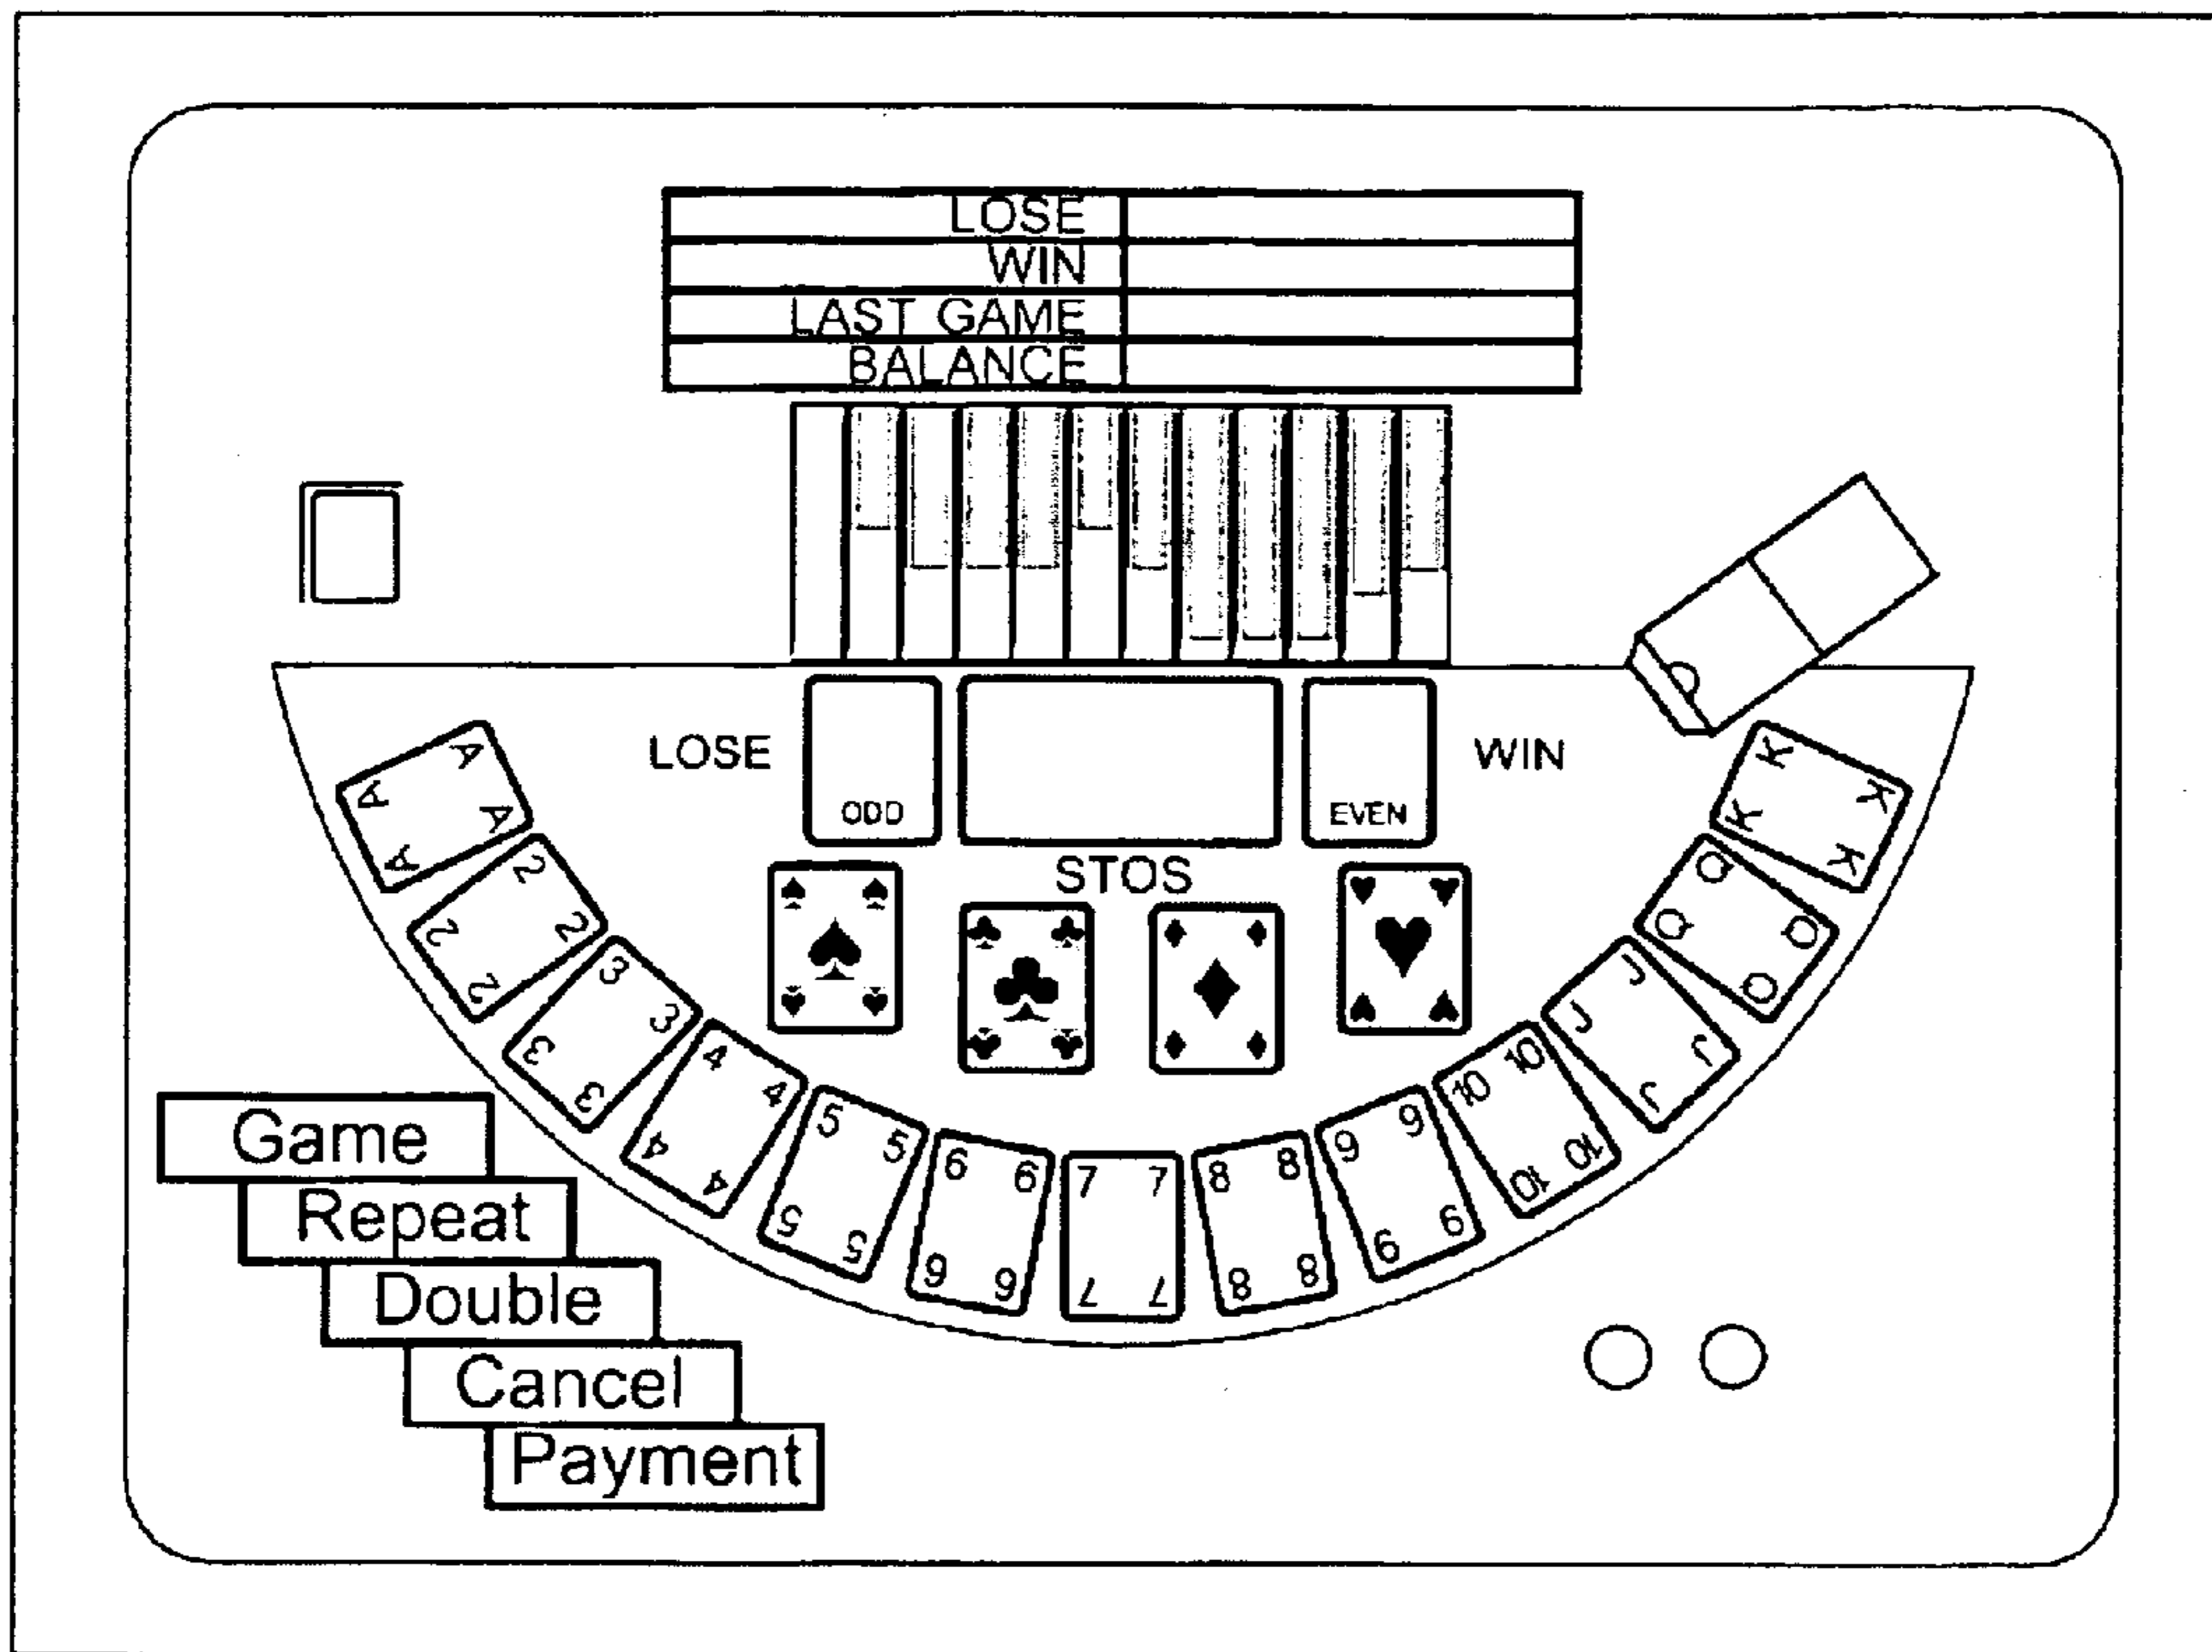 LOSE
WIN
LAST GAME
BALANCE
LOSE
ODD
EVEN
WIN
STOS
A A A A
2 2 2 2
3 3 3 3
4 4 4 4
5 5 5 5
6 6 6 6
7 7 7 7
8 8 8 8
9 9 9 9
10 10 10 10
J J J J
Q Q Q Q
K K K K
Game
Repeat
Double
Cancel
Payment